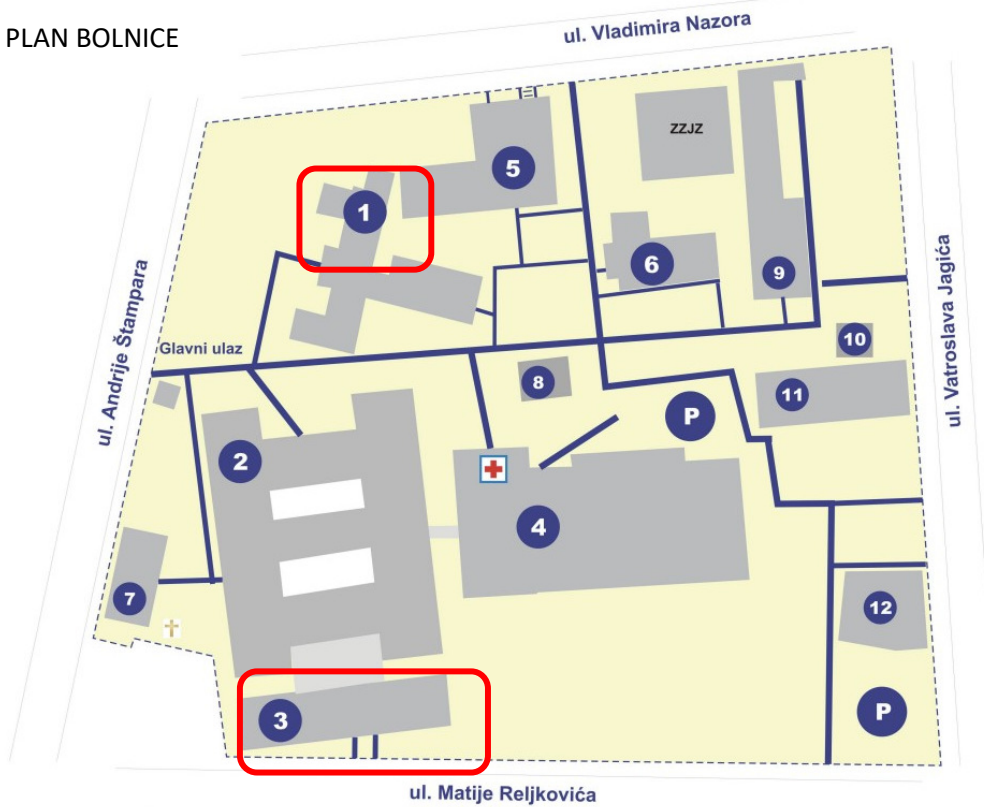 PLAN BOLNICE
ul. Vladimira Nazora
ZZJZ
5
1
6
9
ul. Andrije Štampara
ul. Vatroslava Jagića
Glavni ulaz
10
8
11
P
2
4
7
12
3
P
ul. Matije Reljkovića